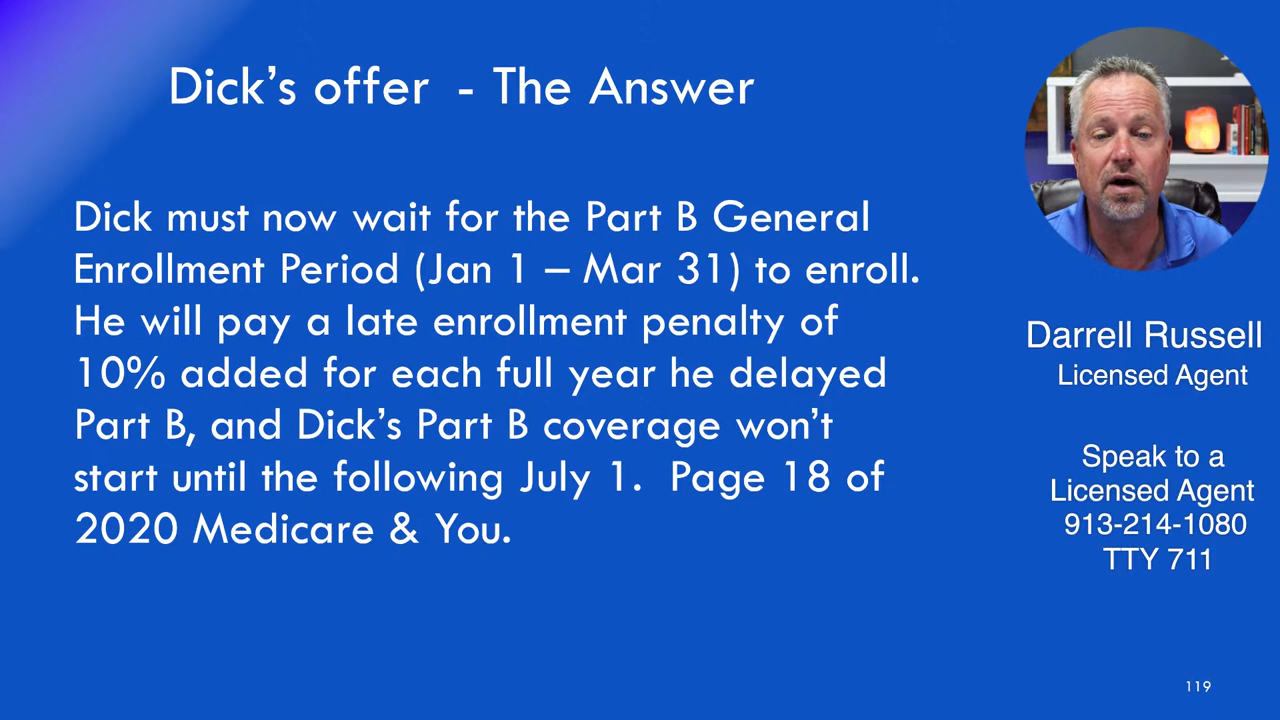 Dick’s offer - The Answer
Dick must now wait for the Part B General
Enrollment Period (Jan 1 – Mar 31) to enroll.
He will pay a late enrollment penalty of
10% added for each full year he delayed
Part B, and Dick’s Part B coverage won’t
start until the following July 1. Page 18 of
2020 Medicare & You.
Darrell Russell
Licensed Agent
Speak to a
Licensed Agent
913-214-1080
TTY 711
119